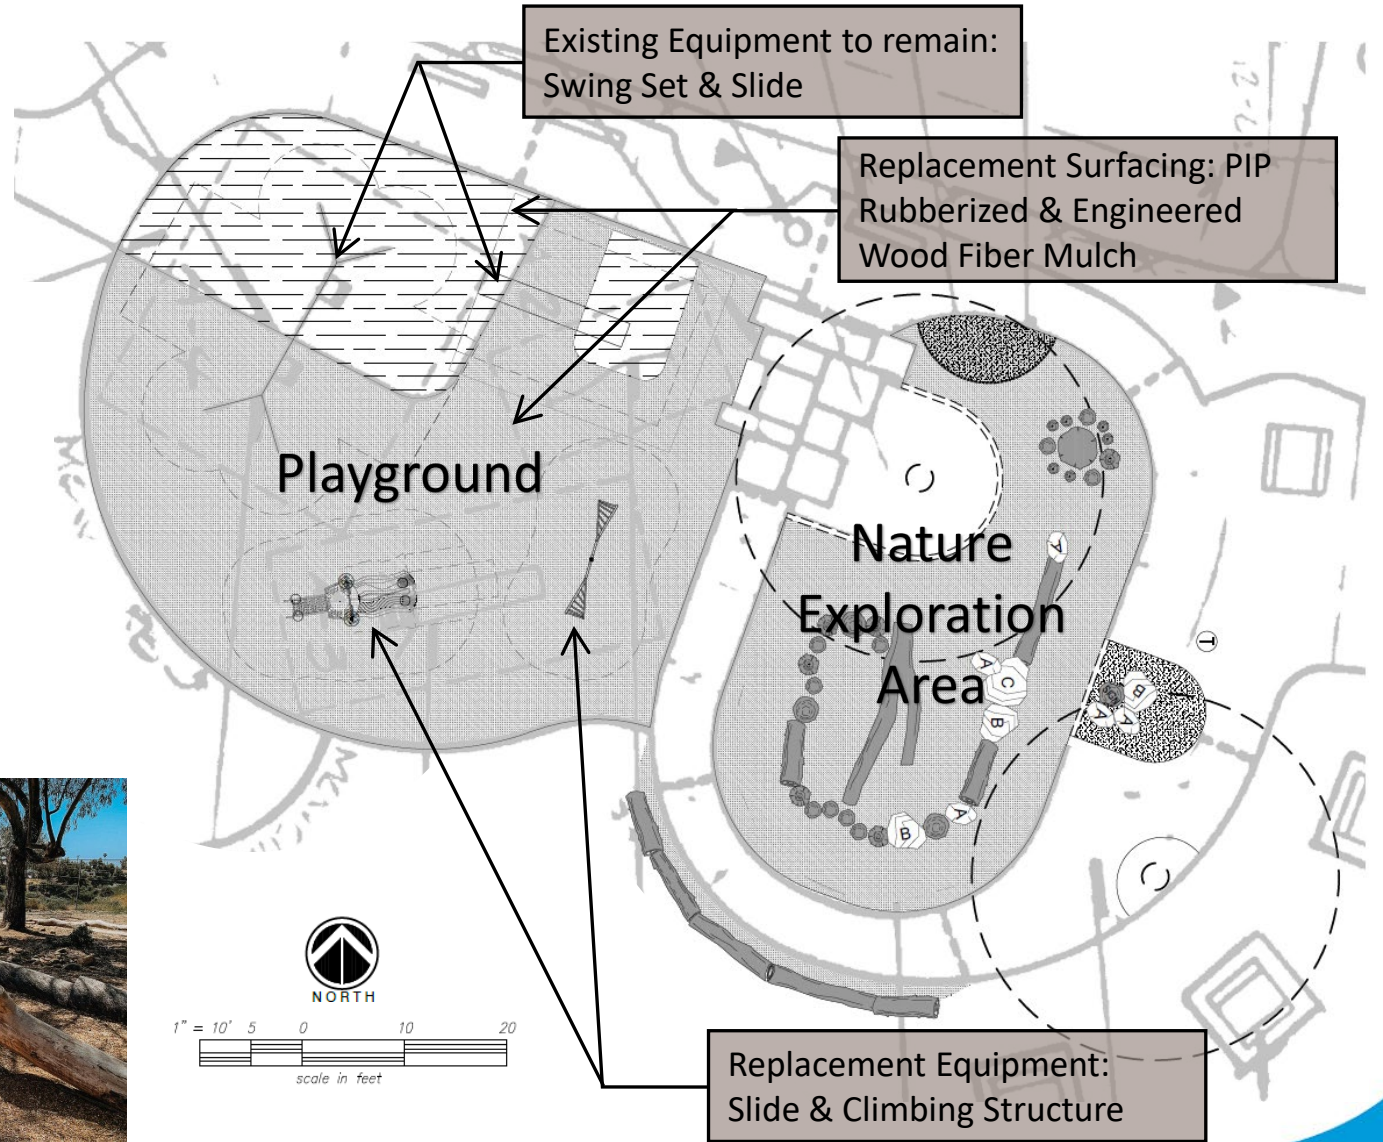 Existing Equipment to remain:
Swing Set & Slide
Replacement Surfacing: PIP
Rubberized & Engineered
Wood Fiber Mulch
Playground
Nature
Exploration
Area
A
A
C
B
B
A
A
A
B
T
NORTH
1" = 10' 5 0 10 20
scale in feet
Replacement Equipment:
Slide & Climbing Structure